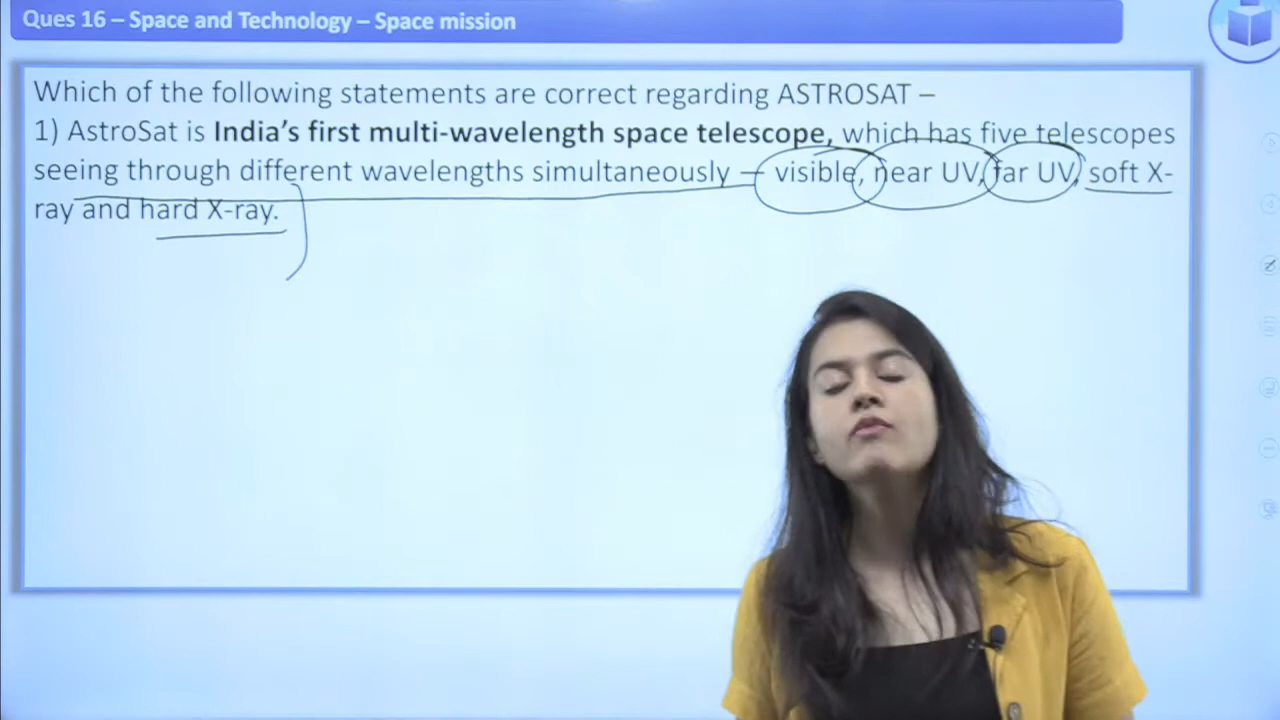 Ques 16 – Space and Technology – Space mission
Which of the following statements are correct regarding ASTROSAT –
1) AstroSat is India’s first multi-wavelength space telescope, which has five telescopes
seeing through different wavelengths simultaneously – visible, near UV, far UV, soft X-
ray and hard X-ray.